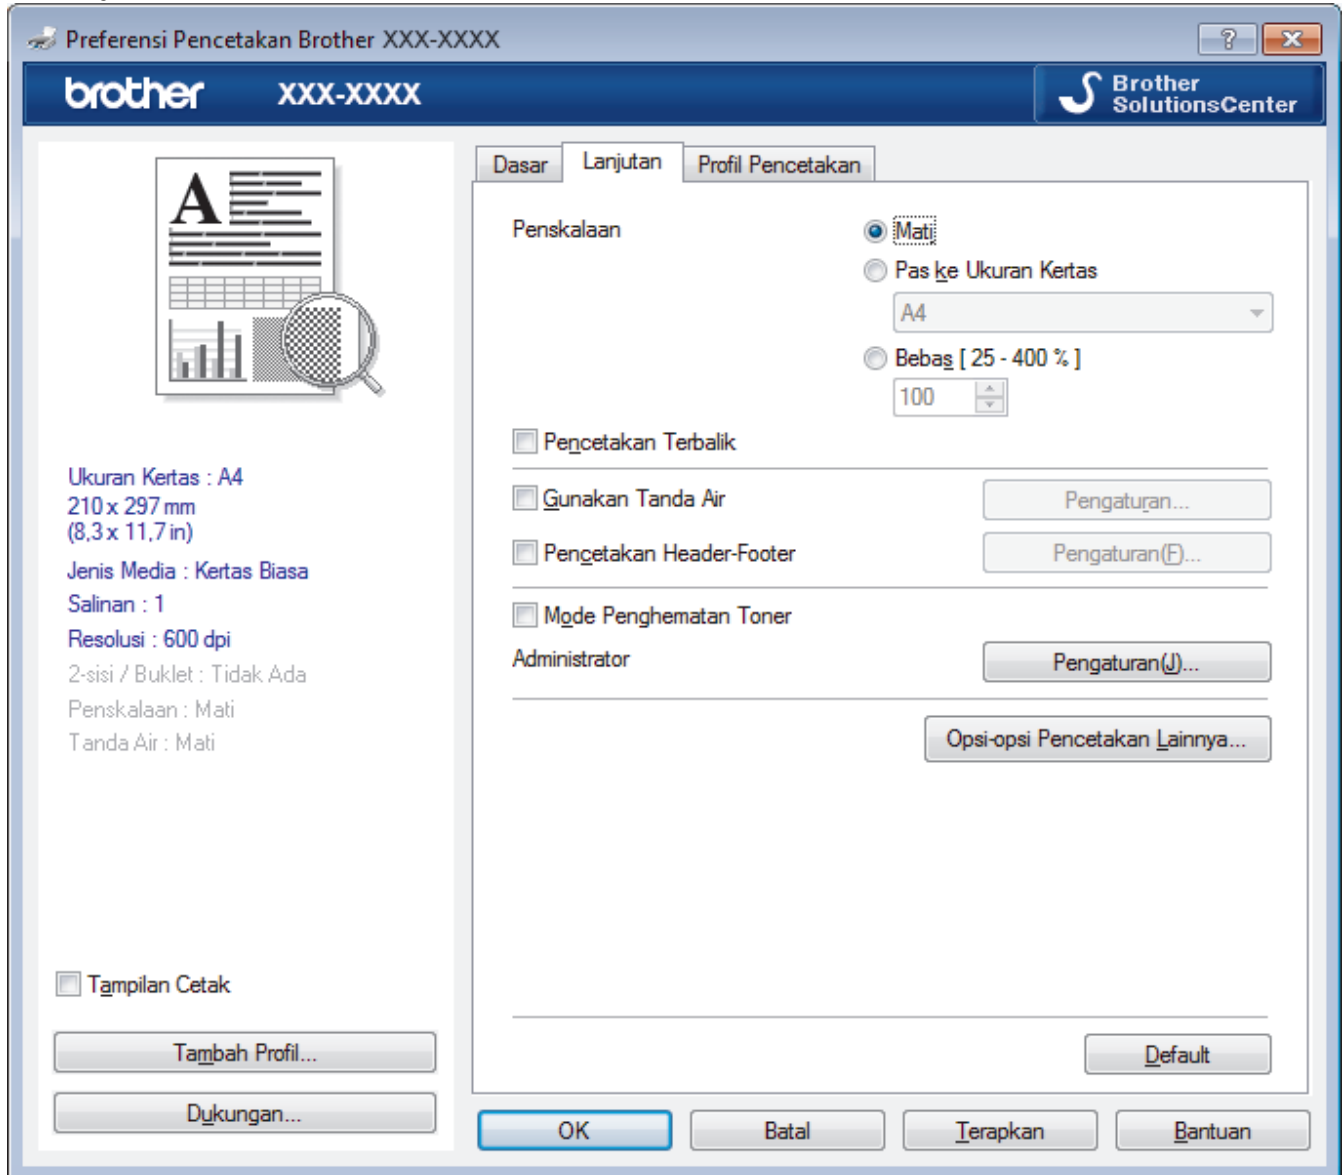 Preferensi Pencetakan Brother XXX-XXXX
brother XXX-XXXX
Brother
SolutionsCenter
A
Ukuran Kertas : A4
210 x 297 mm
(8,3 x 11,7 in)
Jenis Media : Kertas Biasa
Salinan : 1
Resolusi : 600 dpi
2-sisi / Buklet : Tidak Ada
Penskalaan : Mati
Tanda Air : Mati
Tampilan Cetak
Tambah Profil...
Dukungan...
Dasar Lanjutan Profil Pencetakan
Penskalaan
Mati
Pas ke Ukuran Kertas
A4
Bebas [ 25 - 400 % ]
100
Pencetakan Terbalik
Gunakan Tanda Air Pengaturan...
Pencetakan Header-Footer Pengaturan(F)...
Mode Penghematan Toner
Administrator Pengaturan(J)...
Opsi-opsi Pencetakan Lainnya...
Default
OK Batal Terapkan Bantuan